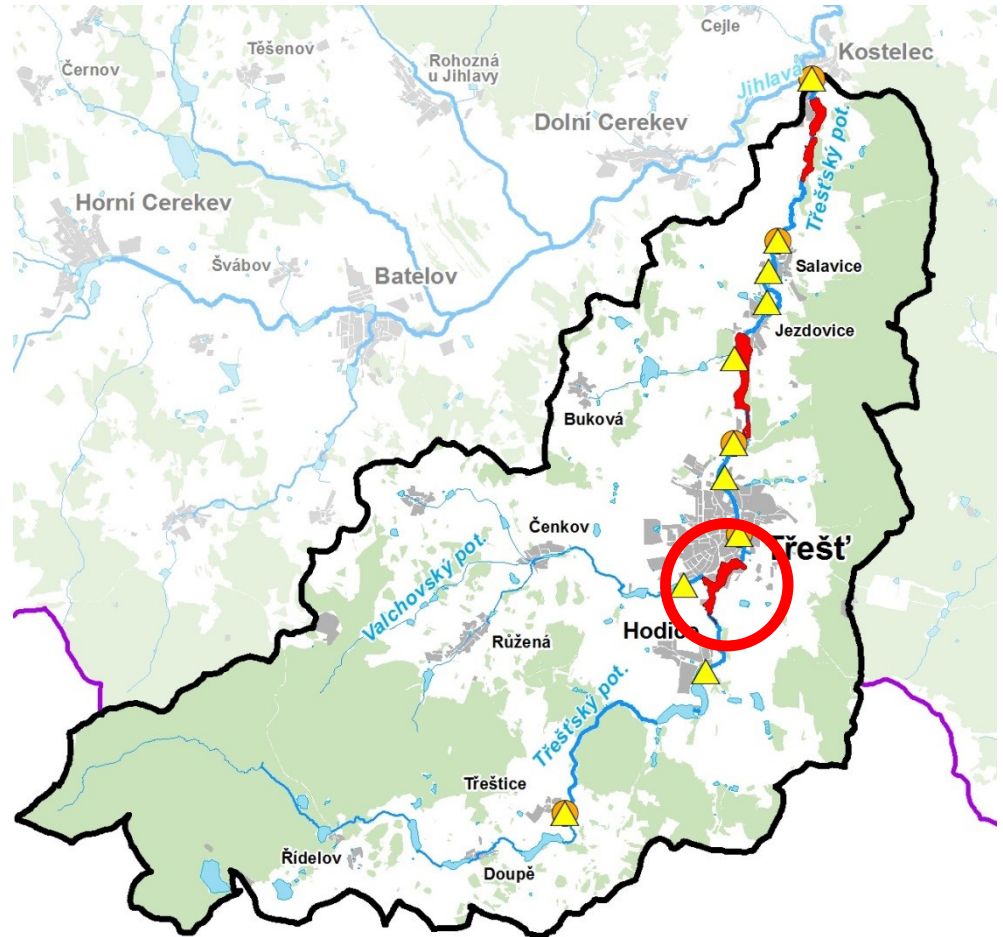 Cejle
Kostelec
Těšenov
Rohozná
u Jihlavy
Černov
Jihlava
Dolní Cerekev
Třešťský pot.
Horní Cerekev
Švábov
Batelov
Salavice
Jezdovice
Buková
Čenkov
Třešť
Valchovský pot.
Růžená
Hodice
Třešťský pot.
Třeštice
Řídelov
Doupě